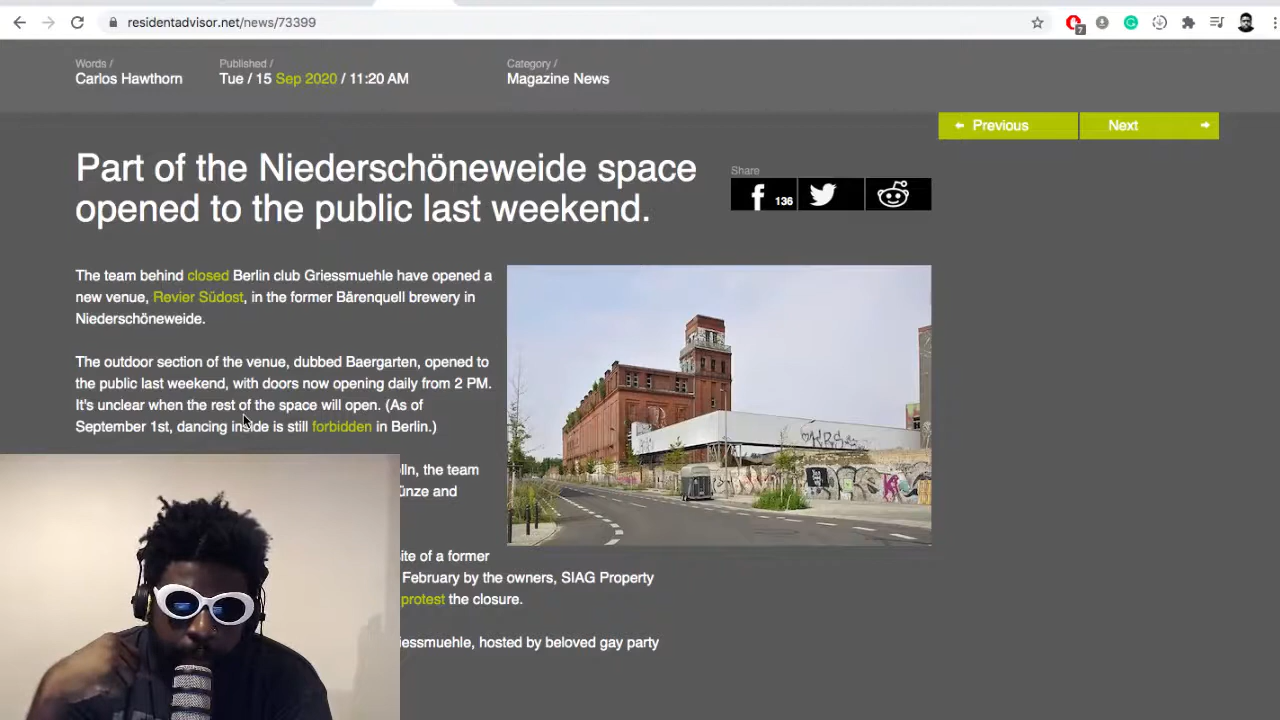 residentadvisor.net/news/73399
7
Words /
Carlos Hawthorn
Published /
Tue / 15 Sep 2020 / 11:20 AM
Category /
Magazine News
Previous
Next
Part of the Niederschöneweide space
opened to the public last weekend.
Share
136
The team behind closed Berlin club Griessmuehle have opened a
new venue, Revier Südost, in the former Bärenquell brewery in
Niederschöneweide.
The outdoor section of the venue, dubbed Baergarten, opened to
the public last weekend, with doors now opening daily from 2 PM.
It's unclear when the rest of the space will open. (As of
September 1st, dancing inside is still forbidden in Berlin.)
the team
and
of a former
February by the owners, SIAG Property
protest the closure.
hosted by beloved gay party